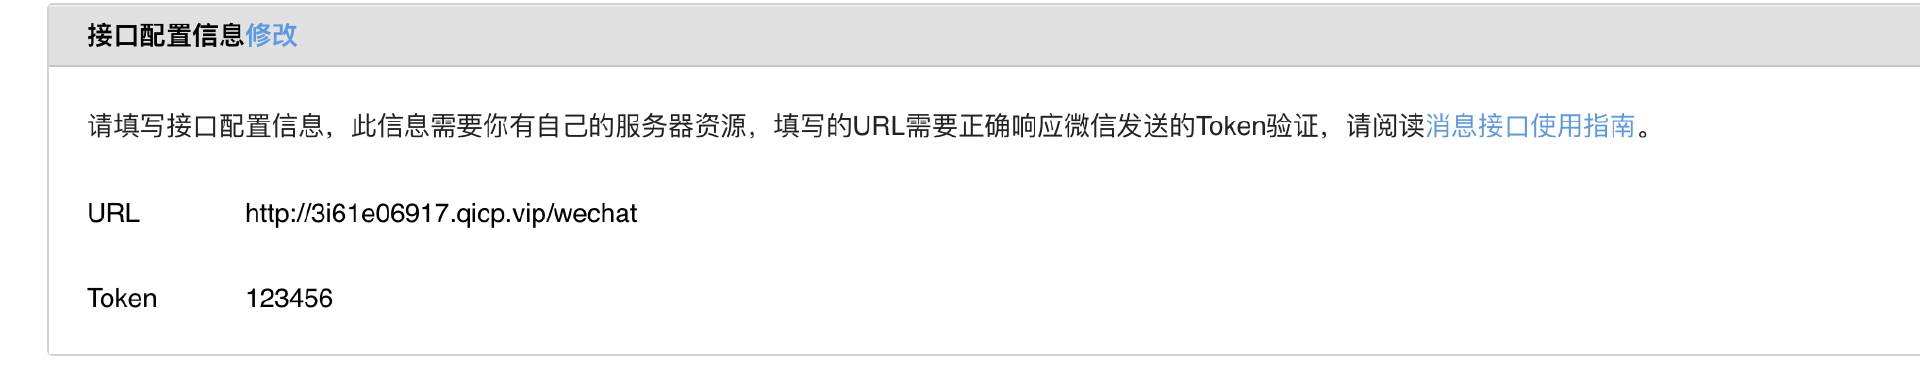 接口配置信息修改
请填写接口配置信息，此信息需要你有自己的服务器资源，填写的URL需要正确响应微信发送的Token验证，请阅读消息接口使用指南。
URL http://3i61e06917.qicp.vip/wechat
Token 123456